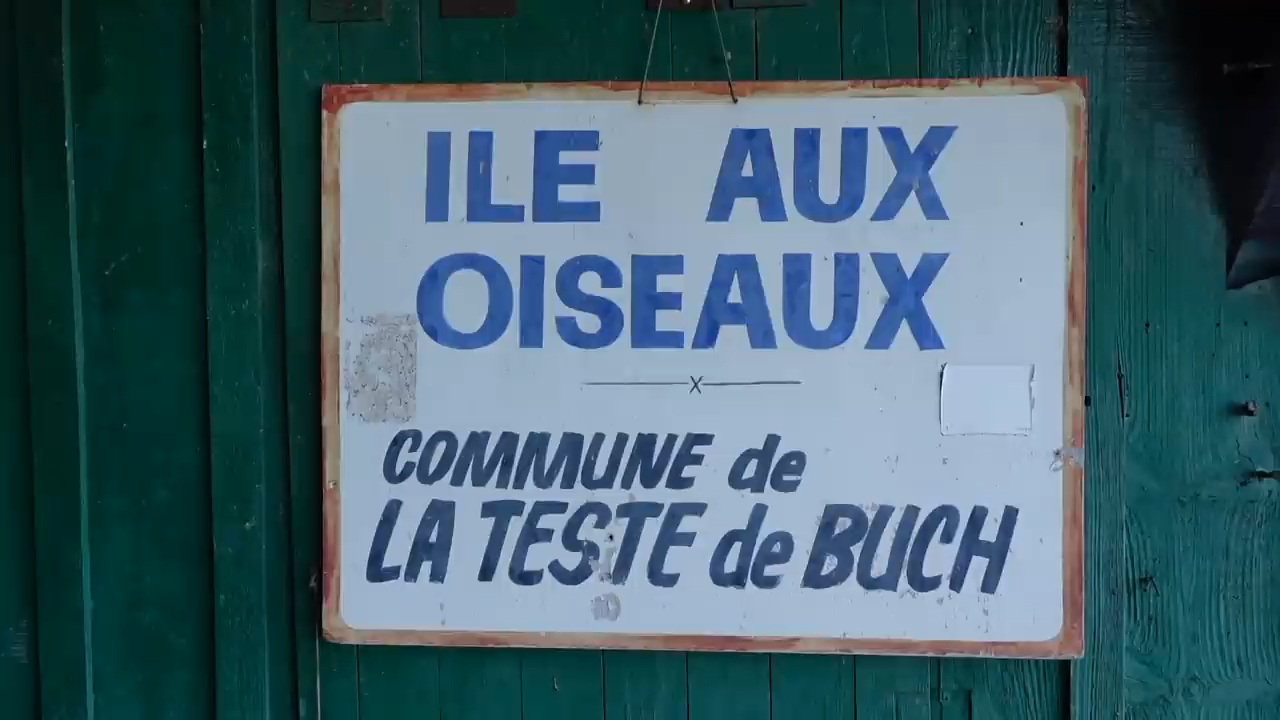 ILE AUX
OISEAUX
x
COMMUNE de
LA TESTE de BUCH